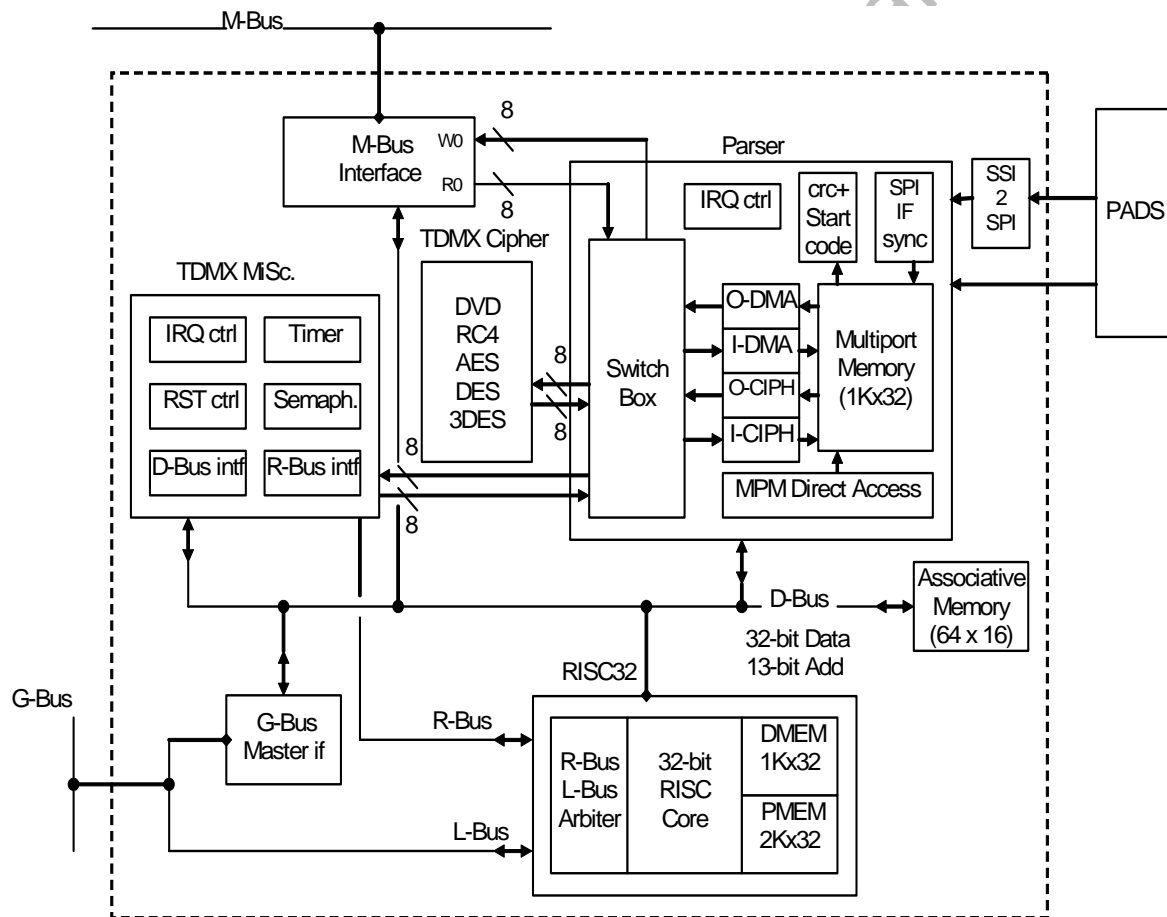 M-Bus
8
M-Bus
Interface
W0
R0
8
Parser
IRQ ctrl
crc+
Start
code
SPI
IF
sync
SSI
2
SPI
PADS
TDMX Cipher
DVD
RC4
AES
DES
3DES
TDMX MiSc.
IRQ ctrl
Timer
RST ctrl
Semaph.
D-Bus intf
R-Bus intf
8
8
8
8
Switch
Box
O-DMA
I-DMA
O-CIPH
I-CIPH
Multiport
Memory
(1Kx32)
MPM Direct Access
D-Bus
32-bit Data
13-bit Add
Associative
Memory
(64 x 16)
G-Bus
G-Bus
Master if
R-Bus
L-Bus
RISC32
R-Bus
L-Bus
Arbiter
32-bit
RISC
Core
DMEM
1Kx32
PMEM
2Kx32